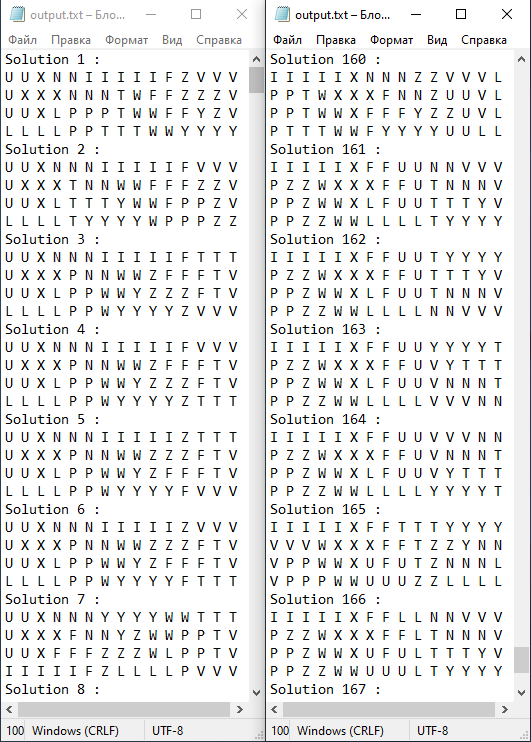 output.txt – Бло...
Файл Правка Формат Вид Справка
Solution 1 :
U U X N N I I I I I F Z V V V
U X X X N N N T W F F Z Z Z V
U U X L P P P T W W F F Y Z V
L L L L P P T T T W W Y Y Y Y
Solution 2 :
U U X N N N I I I I I F V V V
U X X X T N N W W F F F Z Z V
U U X L T T T Y W W F P P Z V
L L L L T Y Y Y Y W P P P Z Z
Solution 3 :
U U X N N N I I I I I F T T T
U X X X P N N W W Z F F F T V
U U X L P P W W Y Z Z Z F T V
L L L L P P W Y Y Y Y Z V V V
Solution 4 :
U U X N N N I I I I I F V V V
U X X X P N N W W Z F F F T V
U U X L P P W W Y Z Z Z F T V
L L L L P P W Y Y Y Y Z T T T
Solution 5 :
U U X N N N I I I I I Z T T T
U X X X P N N W W Z Z Z F T V
U U X L P P W W Y Z F F F T V
L L L L P P W Y Y Y Y F V V V
Solution 6 :
U U X N N N I I I I I Z V V V
U X X X P N N W W Z Z Z F T V
U U X L P P W W Y Z F F F T V
L L L L P P W Y Y Y Y F T T T
Solution 7 :
U U X N N N Y Y Y Y W W T T T
U X X X F N N Y Z W W P P T V
U U X F F F Z Z Z W L P P T V
I I I I I F Z L L L L P V V V
Solution 8 :
100 Windows (CRLF) UTF-8
output.txt – Бло...
Файл Правка Формат Вид Справка
Solution 160 :
I I I I I X N N N Z Z V V V L
P P T W X X X F N N Z U U V L
P P T W W X F F F Y Z Z U V L
P T T T W W F Y Y Y Y U U L L
Solution 161 :
I I I I I X F F U U N N V V V
P Z Z W X X X F F U T N N N V
P P Z W W X L F U U T T T Y V
P P Z Z W W L L L L T Y Y Y Y
Solution 162 :
I I I I I X F F U U Y Y Y Y T
P Z Z W X X X F F U T T T Y V
P P Z W W X L F U U T N N N V
P P Z Z W W L L L L N N V V V
Solution 163 :
I I I I I X F F U U Y Y Y Y T
P Z Z W X X X F F U V Y T T T
P P Z W W X L F U U V N N N T
P P Z Z W W L L L L V V V N N
Solution 164 :
I I I I I X F F U U V V V N N
P Z Z W X X X F F U V N N N T
P P Z W W X L F U U V Y T T T
P P Z Z W W L L L L Y Y Y Y T
Solution 165 :
I I I I I X F F T T T Y Y Y Y
V V V W X X X F F T Z Z Y N N
V P P W W X U F U T Z N N N L
V P P P W W U U U Z Z L L L L
Solution 166 :
I I I I I X F F L L N N V V V
P Z Z W X X X F F L T N N N V
P P Z W W X U F U L T T T Y V
P P Z Z W W U U U L T Y Y Y Y
Solution 167 :
100 Windows (CRLF) UTF-8